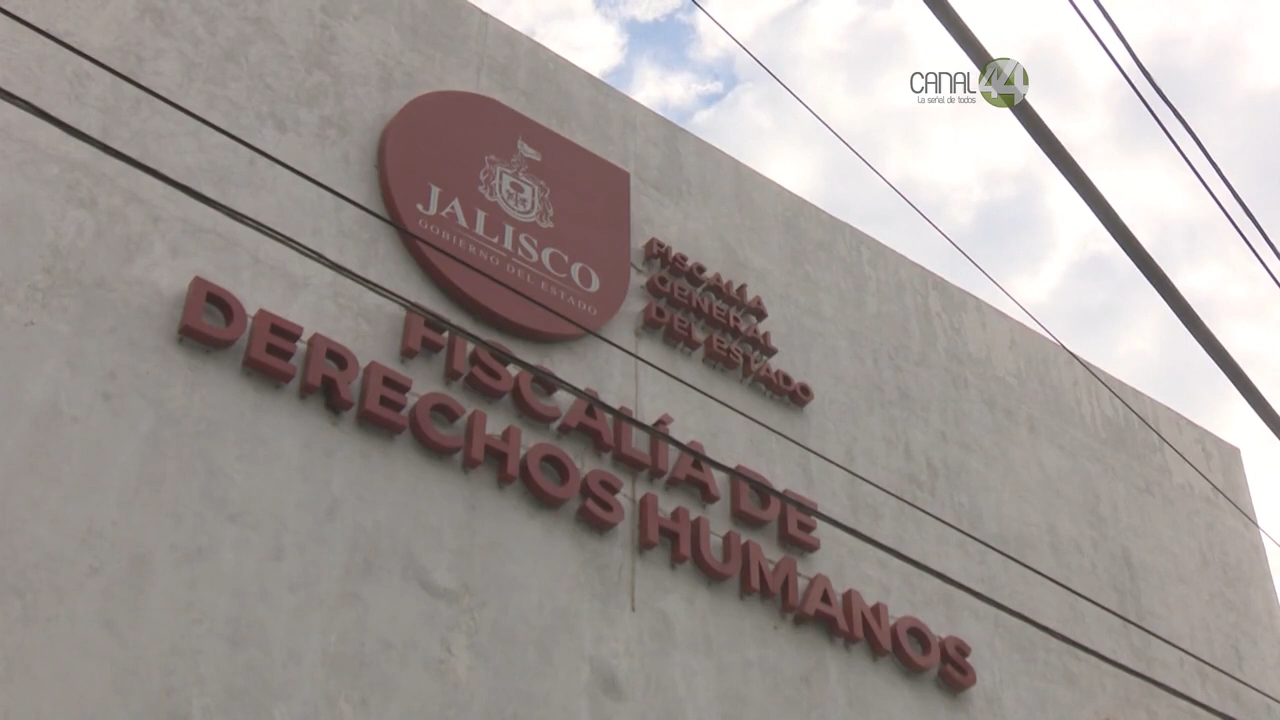 CANAL 44
La señal de todos
JALISCO
GOBIERNO DEL ESTADO
FISCALÍA
GENERAL
DEL ESTADO
FISCALÍA DE
DERECHOS HUMANOS